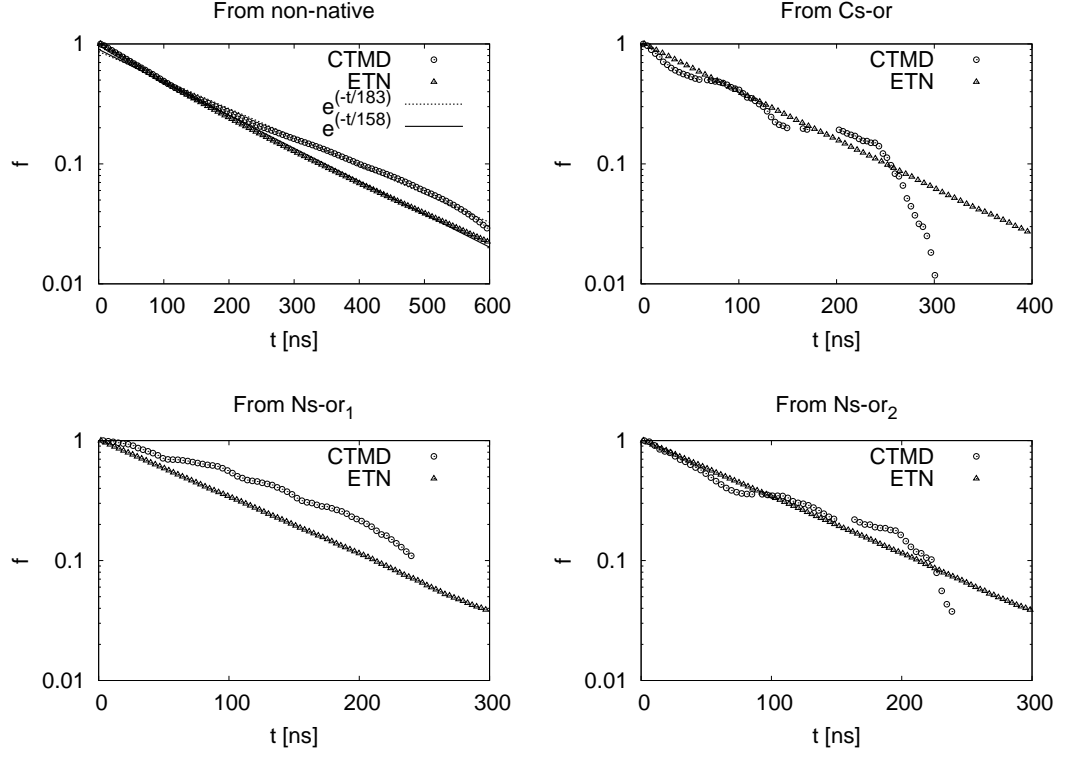 From non-native
1
0.1
0.01
f
0 100 200 300 400 500 600
t [ns]
CTMD
ETN
e^(-t/183)
e^(-t/158)
From Cs-or
1
0.1
0.01
f
0 100 200 300 400
t [ns]
CTMD
ETN
From Ns-or₁
1
0.1
0.01
f
0 100 200 300
t [ns]
CTMD
ETN
From Ns-or₂
1
0.1
0.01
f
0 100 200 300
t [ns]
CTMD
ETN